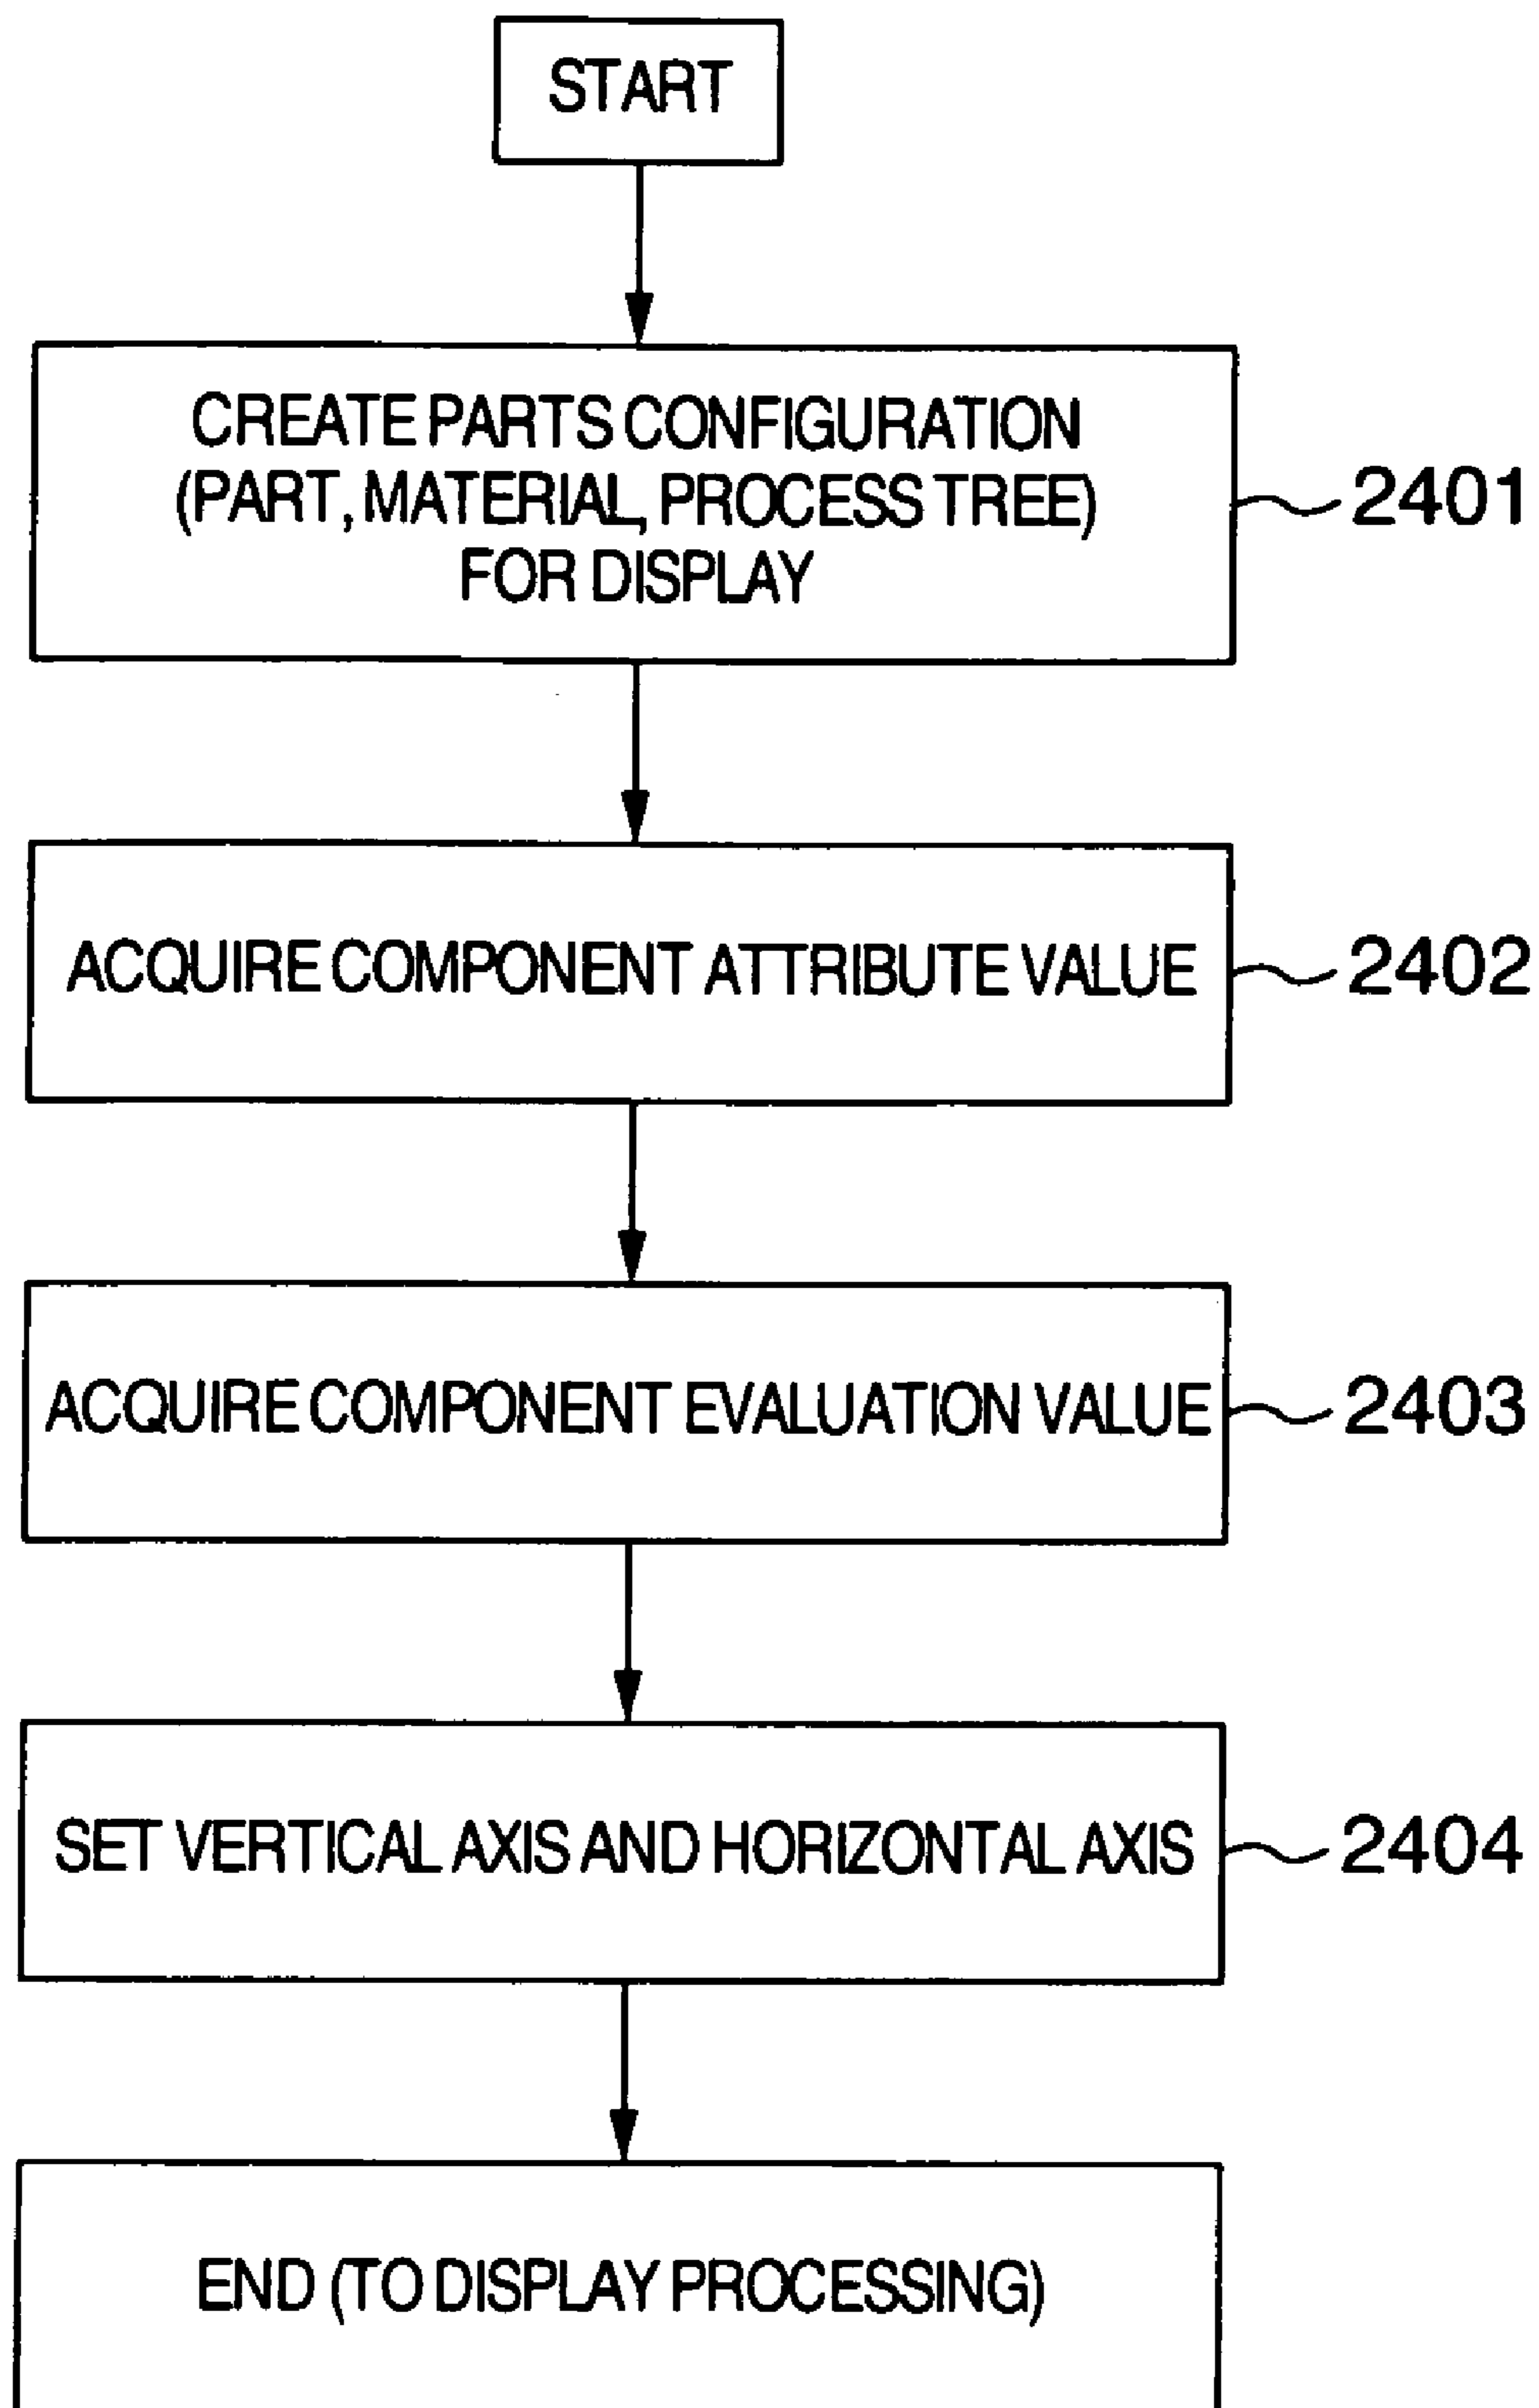 START
CREATE PARTS CONFIGURATION
(PART, MATERIAL, PROCESS TREE)
FOR DISPLAY
2401
ACQUIRE COMPONENT ATTRIBUTE VALUE
2402
ACQUIRE COMPONENT EVALUATION VALUE
2403
SET VERTICAL AXIS AND HORIZONTAL AXIS
2404
END (TO DISPLAY PROCESSING)